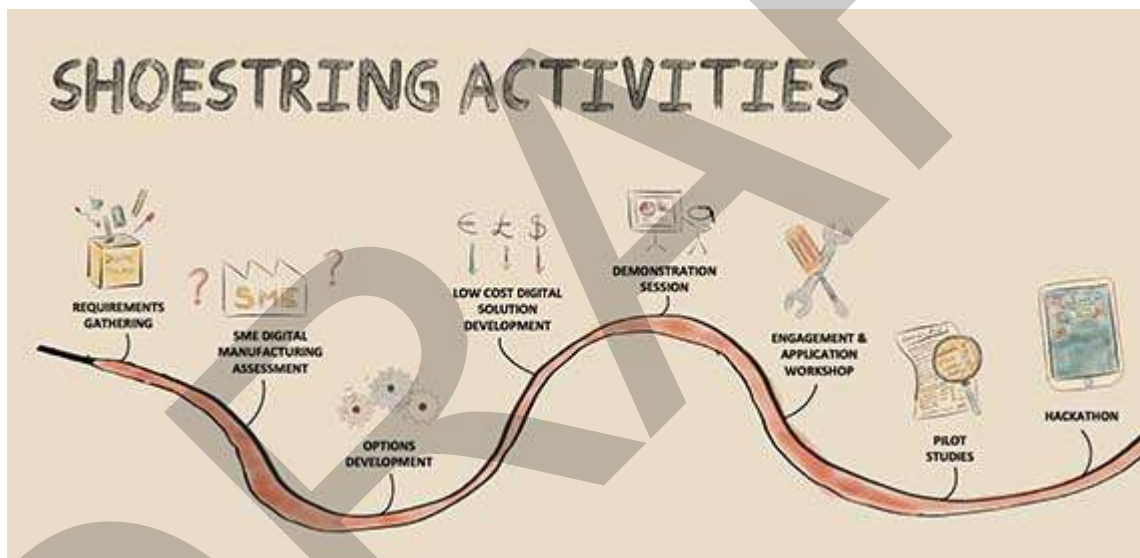 SHOESTRING ACTIVITIES
REQUIREMENTS
GATHERING
?
SME
?
SME DIGITAL
MANUFACTURING
ASSESSMENT
OPTIONS
DEVELOPMENT
€ £ $
LOW COST DIGITAL
SOLUTION
DEVELOPMENT
DEMONSTRATION
SESSION
ENGAGEMENT &
APPLICATION
WORKSHOP
PILOT
STUDIES
HACKATHON